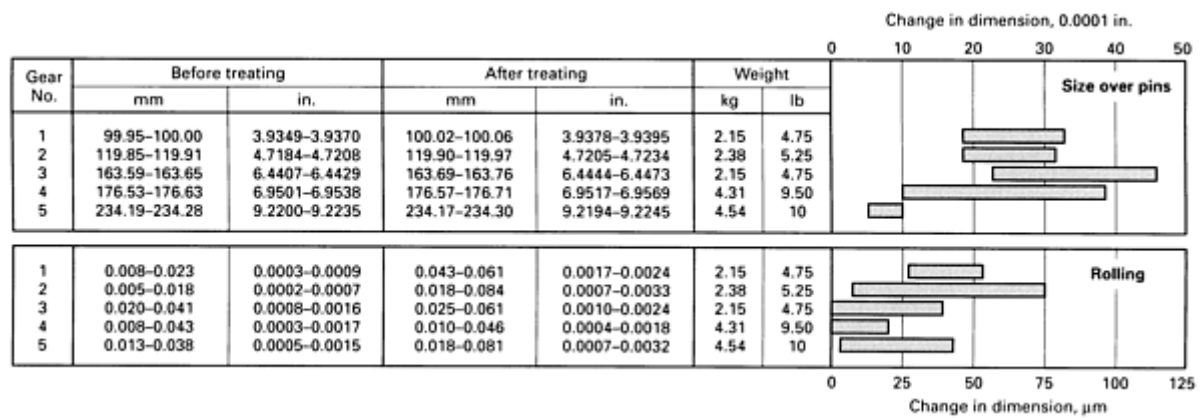 Change in dimension, 0.0001 in.
0 10 20 30 40 50
Gear No. Before treating After treating Weight
mm in. mm in. kg lb
Size over pins
1 99.95–100.00 3.9349–3.9370 100.02–100.06 3.9378–3.9395 2.15 4.75
2 119.85–119.91 4.7184–4.7208 119.90–119.97 4.7205–4.7234 2.38 5.25
3 163.59–163.65 6.4407–6.4429 163.69–163.76 6.4444–6.4473 2.15 4.75
4 176.53–176.63 6.9501–6.9538 176.57–176.71 6.9517–6.9569 4.31 9.50
5 234.19–234.28 9.2200–9.2235 234.17–234.30 9.2194–9.2245 4.54 10
1 0.008–0.023 0.0003–0.0009 0.043–0.061 0.0017–0.0024 2.15 4.75 Rolling
2 0.005–0.018 0.0002–0.0007 0.018–0.084 0.0007–0.0033 2.38 5.25
3 0.020–0.041 0.0008–0.0016 0.025–0.061 0.0010–0.0024 2.15 4.75
4 0.008–0.043 0.0003–0.0017 0.010–0.046 0.0004–0.0018 4.31 9.50
5 0.013–0.038 0.0005–0.0015 0.018–0.081 0.0007–0.0032 4.54 10
0 25 50 75 100 125
Change in dimension, μm